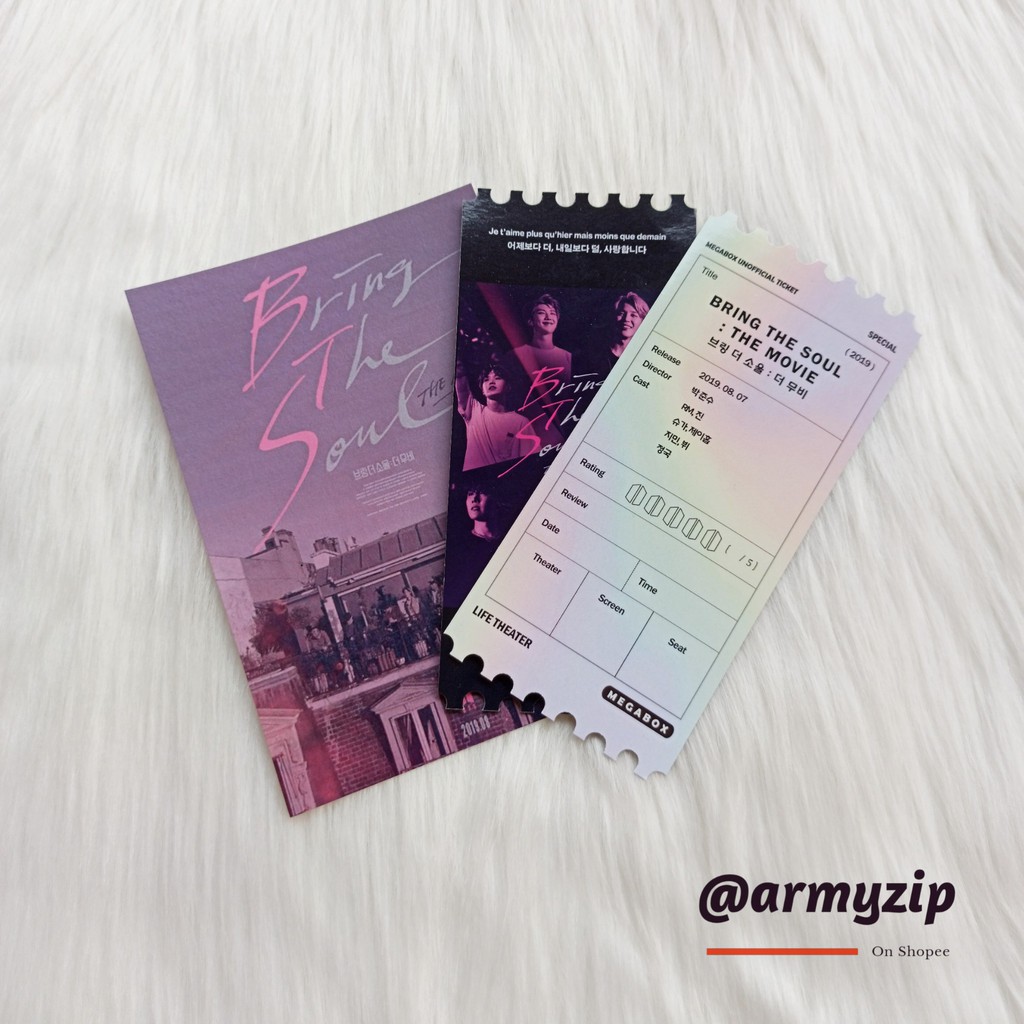 Bring
The
Soul
THE
브링 더 소울 : 더 무비
2019.08
Je t'aime plus qu'hier mais moins que demain
어제보다 더, 내일보다 덜, 사랑합니다
Bring
The
Soul
MEGABOX UNOFFICIAL TICKET
SPECIAL
Title
BRING THE SOUL
: THE MOVIE
(2019)
브링 더 소울 : 더 무비
Release 2019. 08. 07
Director 박준수
Cast RM, 진
슈가, 제이홉
지민, 뷔
정국
Rating ( / 5)
Review
Date Time
Theater Screen Seat
LIFE THEATER
MEGABOX
@armyzip
On Shopee